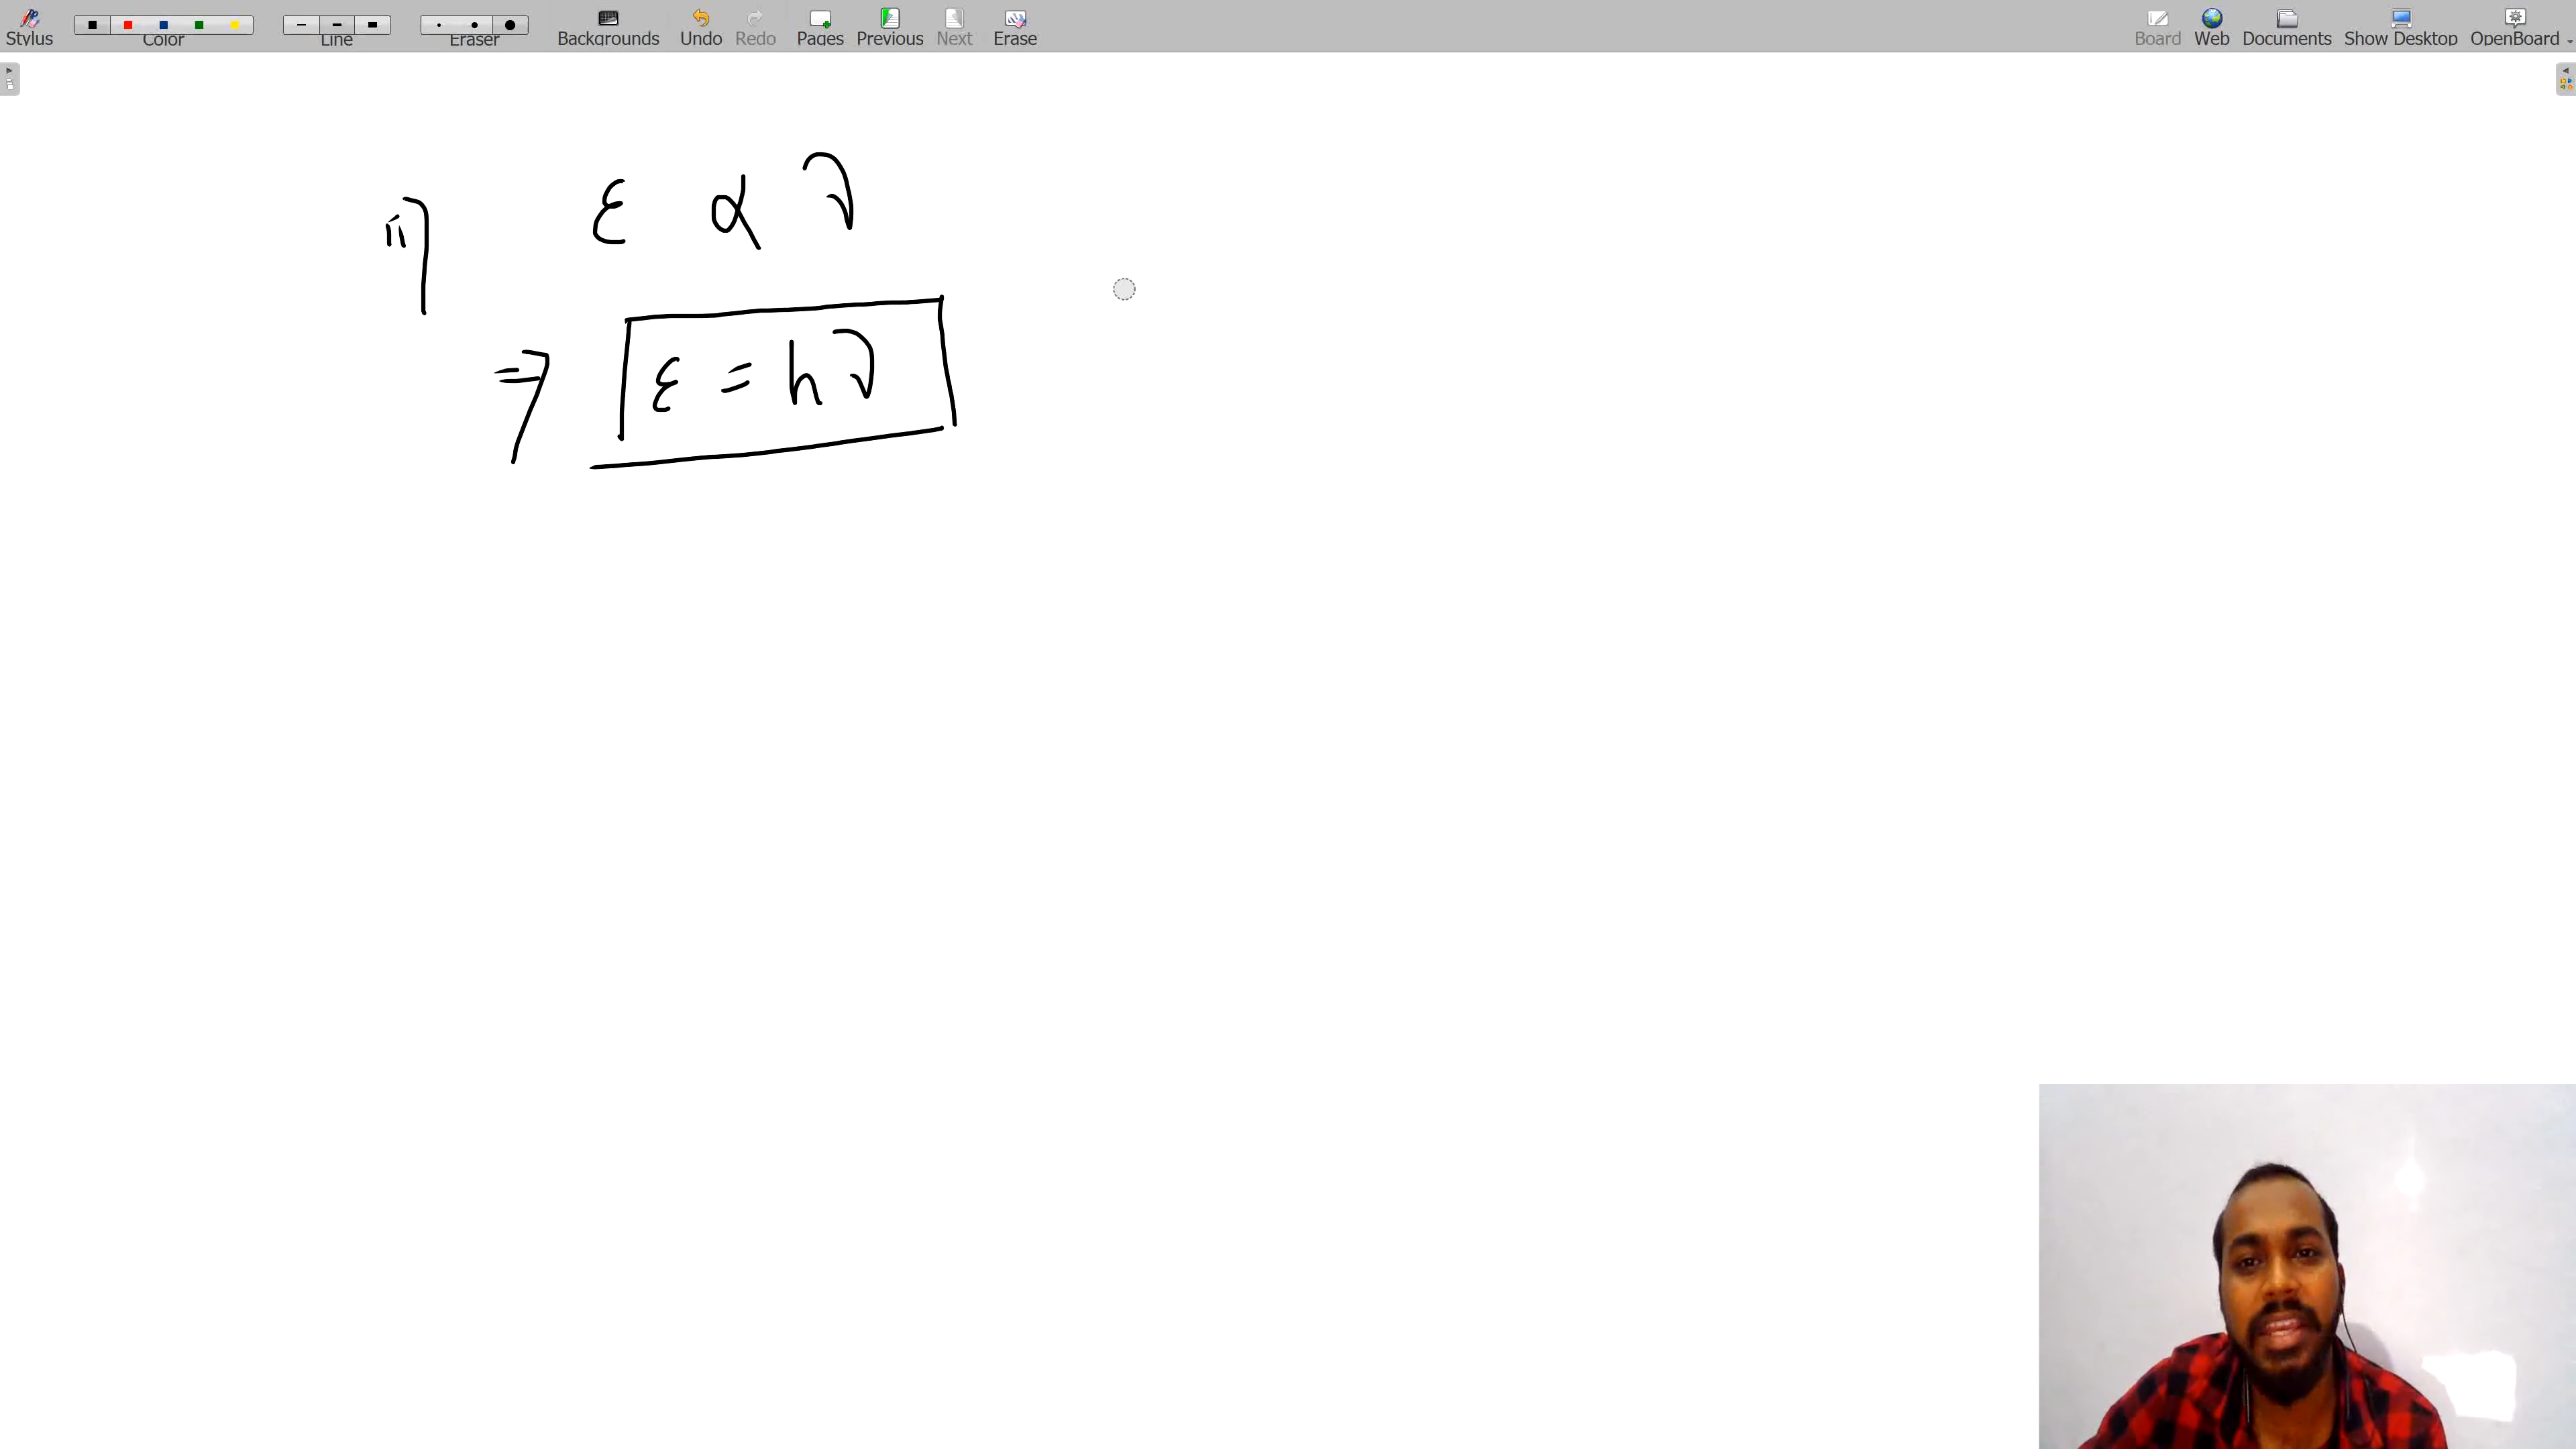 Stylus Color Line Eraser Backgrounds Undo Redo Pages Previous Next Erase Board Web Documents Show Desktop OpenBoard
ii) ε α ν
⇒ ε = hν